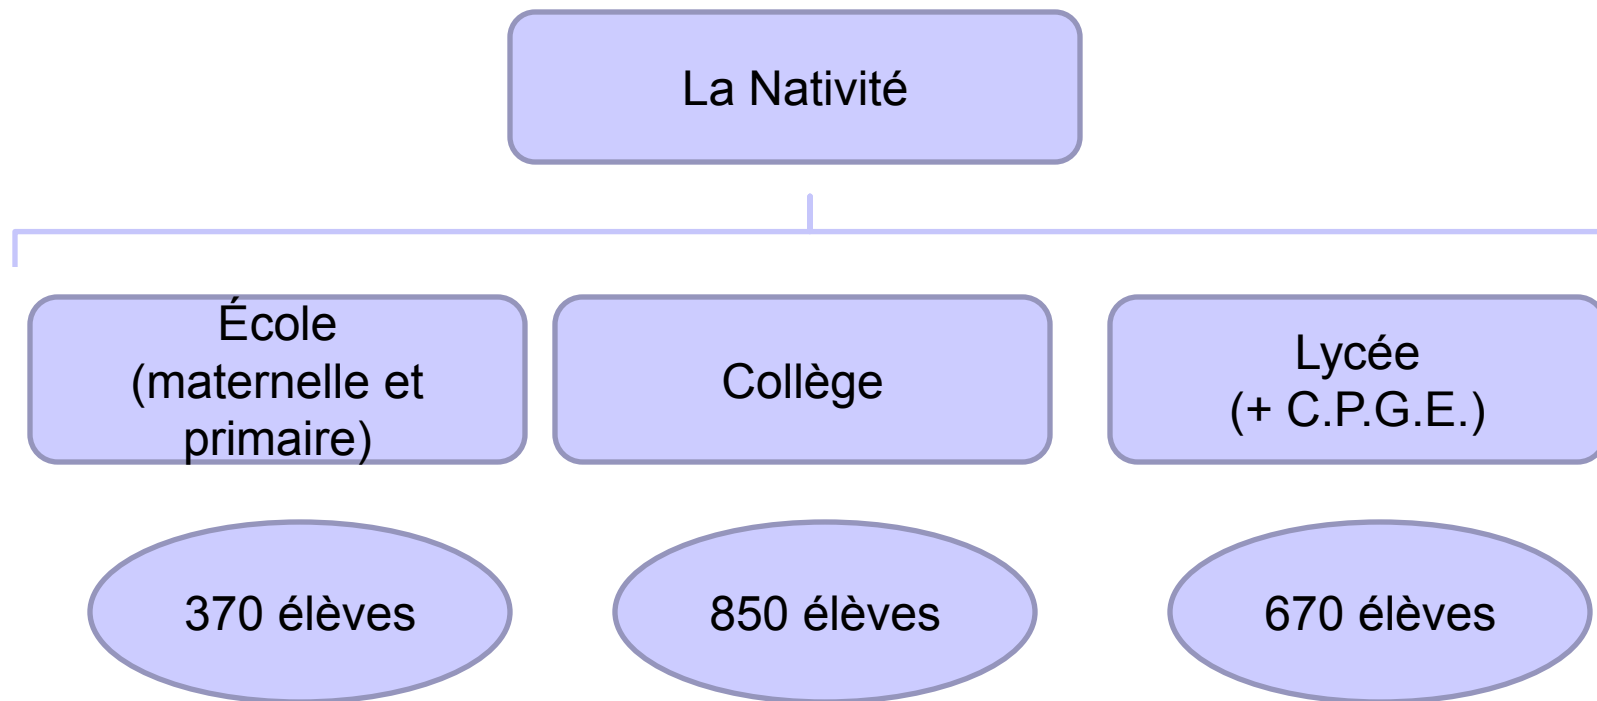 La Nativité
École
(maternelle et
primaire)
Collège
Lycée
(+ C.P.G.E.)
370 élèves
850 élèves
670 élèves